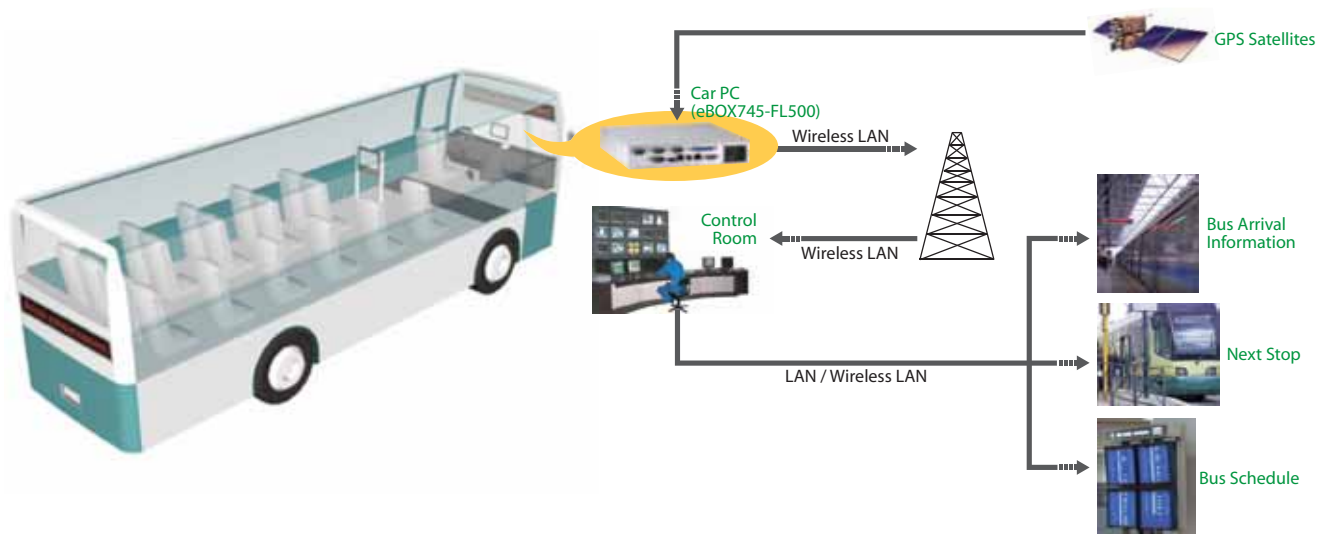 GPS Satellites
Car PC
(eBOX745-FL500)
Wireless LAN
Control
Room
Wireless LAN
Bus Arrival
Information
Next Stop
LAN / Wireless LAN
Bus Schedule